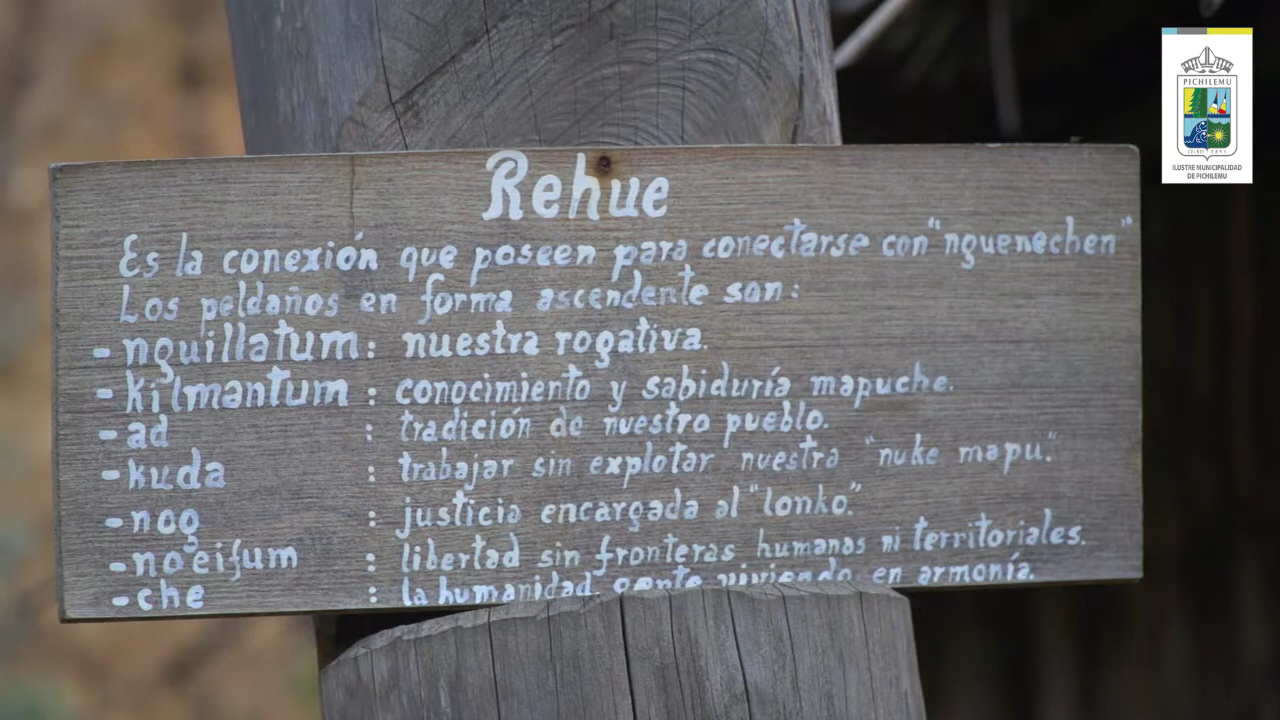 Rehue
Es la conexión que poseen para conectarse con "nguenechen"
Los peldaños en forma ascendente son:
- nguillatum: nuestra rogativa.
- kilmantum : conocimiento y sabiduría mapuche.
- ad : tradición de nuestro pueblo.
- kuda : trabajar sin explotar nuestra "nuke mapu."
- nog : justicia encargada al "lonko."
- noeifum : libertad sin fronteras humanas ni territoriales.
- che : la humanidad, gente viviendo en armonía.
PICHILEMU
ILUSTRE MUNICIPALIDAD
DE PICHILEMU